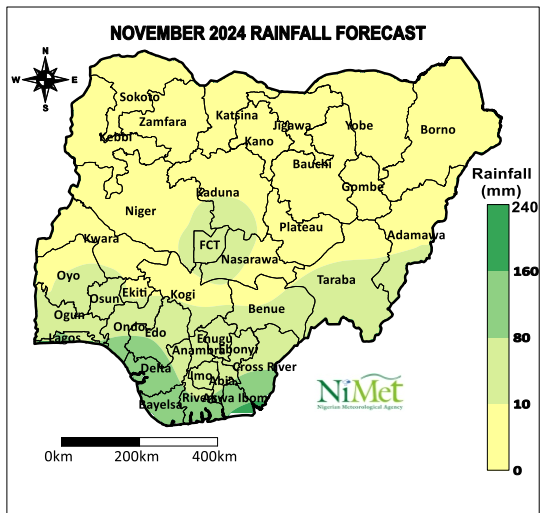 NOVEMBER 2024 RAINFALL FORECAST
N
W E
S
Sokoto
Zamfara
Kebbi
Katsina
Jigawa
Yobe
Borno
Kano
Bauchi
Gombe
Kaduna
Niger
Plateau
Adamawa
FCT
Nasarawa
Kwara
Taraba
Oyo
Osun
Ekiti
Kogi
Benue
Ogun
Lagos
Ondo
Edo
Enugu
Anambra
Ebonyi
Cross River
Delta
Imo
Abia
Bayelsa
Rivers
Akwa Ibom
Rainfall
(mm)
240
160
80
10
0
NiMet
Nigerian Meteorological Agency
0km 200km 400km